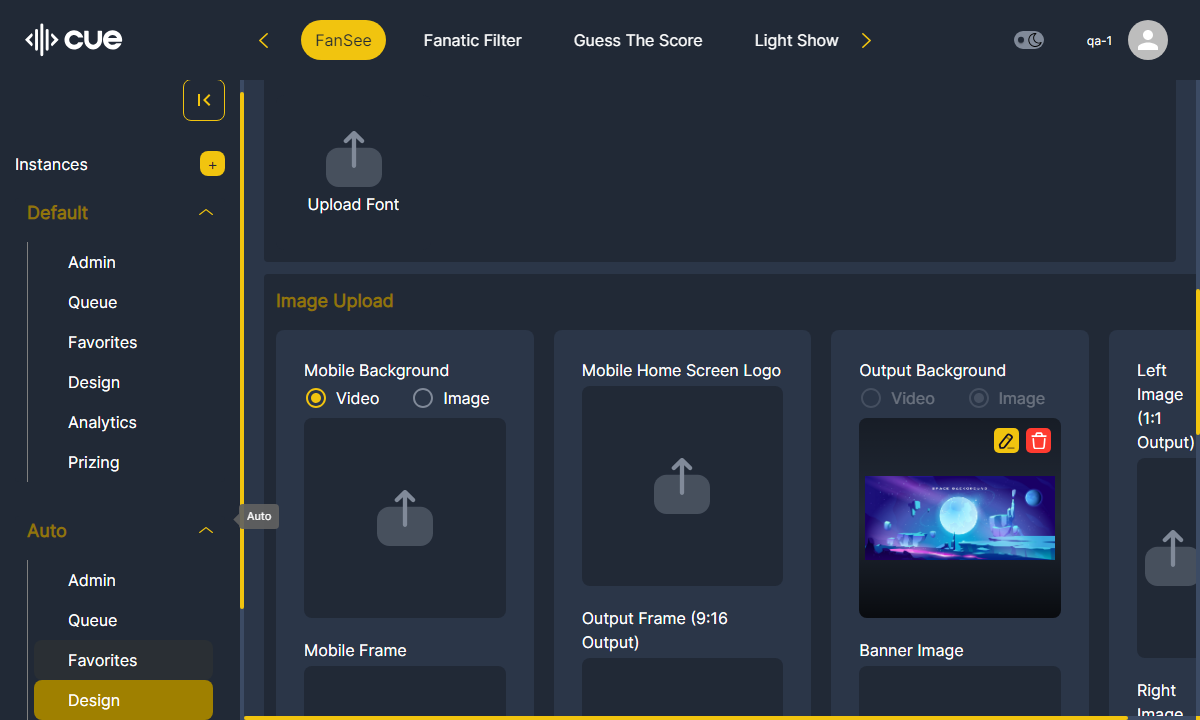 cue
FanSee
Fanatic Filter
Guess The Score
Light Show
qa-1
Instances
+
Default
Admin
Queue
Favorites
Design
Analytics
Prizing
Auto
Auto
Admin
Queue
Favorites
Design
Upload Font
Image Upload
Mobile Background
Video
Image
Mobile Frame
Mobile Home Screen Logo
Output Frame (9:16
Output)
Output Background
Video
Image
SPACE BACKGROUND
Banner Image
Left
Image
(1:1
Output)
Right
Image